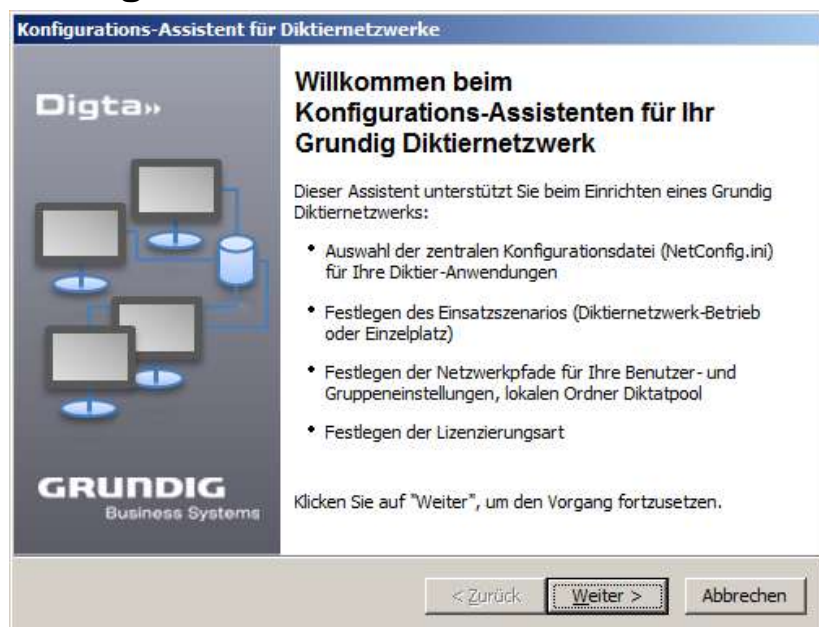 Konfigurations-Assistent für Diktiernetzwerke
Digta»
Willkommen beim
Konfigurations-Assistenten für Ihr
Grundig Diktiernetzwerk
Dieser Assistent unterstützt Sie beim Einrichten eines Grundig
Diktiernetzwerks:
• Auswahl der zentralen Konfigurationsdatei (NetConfig.ini)
für Ihre Diktier-Anwendungen
• Festlegen des Einsatzszenarios (Diktiernetzwerk-Betrieb
oder Einzelplatz)
• Festlegen der Netzwerkpfade für Ihre Benutzer- und
Gruppeneinstellungen, lokalen Ordner Diktatpool
• Festlegen der Lizenzierungsart
GRUNDIG
Business Systems
Klicken Sie auf "Weiter", um den Vorgang fortzusetzen.
< Zurück Weiter > Abbrechen